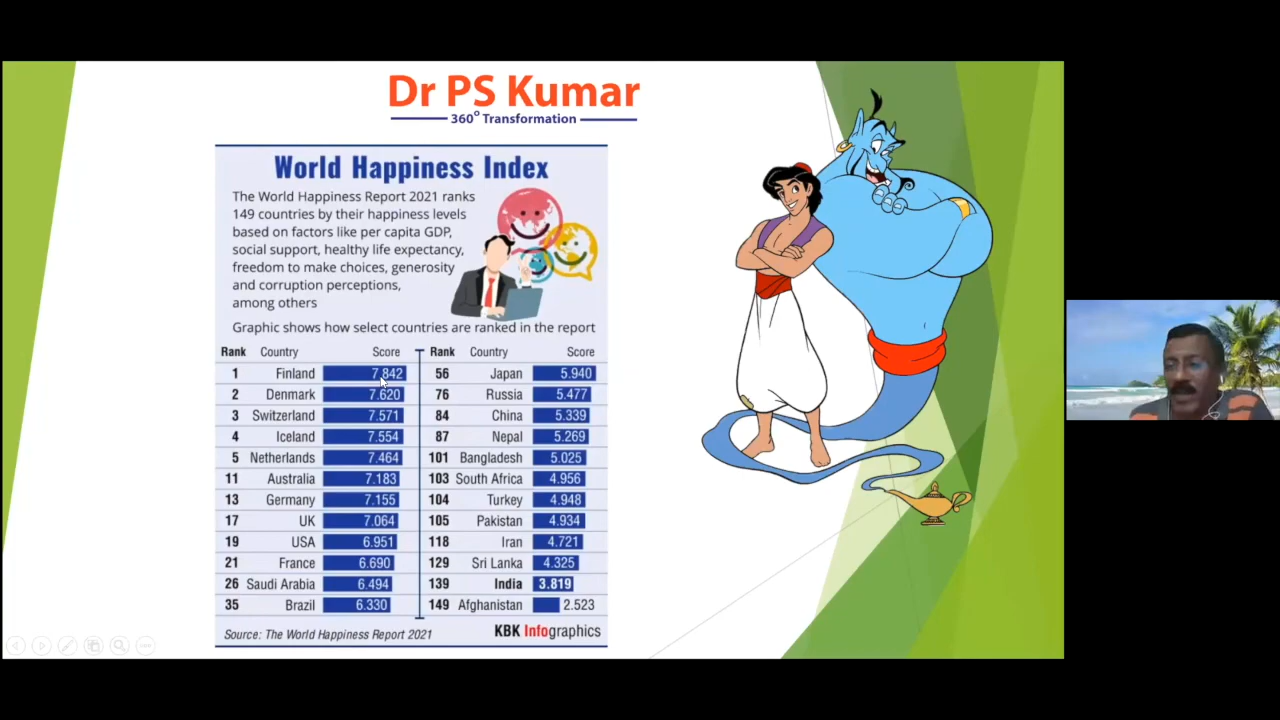 Dr PS Kumar
360° Transformation
World Happiness Index
The World Happiness Report 2021 ranks
149 countries by their happiness levels
based on factors like per capita GDP,
social support, healthy life expectancy,
freedom to make choices, generosity
and corruption perceptions,
among others
Graphic shows how select countries are ranked in the report
Rank Country Score Rank Country Score
1 Finland 7.842 56 Japan 5.940
2 Denmark 7.620 76 Russia 5.477
3 Switzerland 7.571 84 China 5.339
4 Iceland 7.554 87 Nepal 5.269
5 Netherlands 7.464 101 Bangladesh 5.025
11 Australia 7.183 103 South Africa 4.956
13 Germany 7.155 104 Turkey 4.948
17 UK 7.064 105 Pakistan 4.934
19 USA 6.951 118 Iran 4.721
21 France 6.690 129 Sri Lanka 4.325
26 Saudi Arabia 6.494 139 India 3.819
35 Brazil 6.330 149 Afghanistan 2.523
Source: The World Happiness Report 2021 KBK Infographics